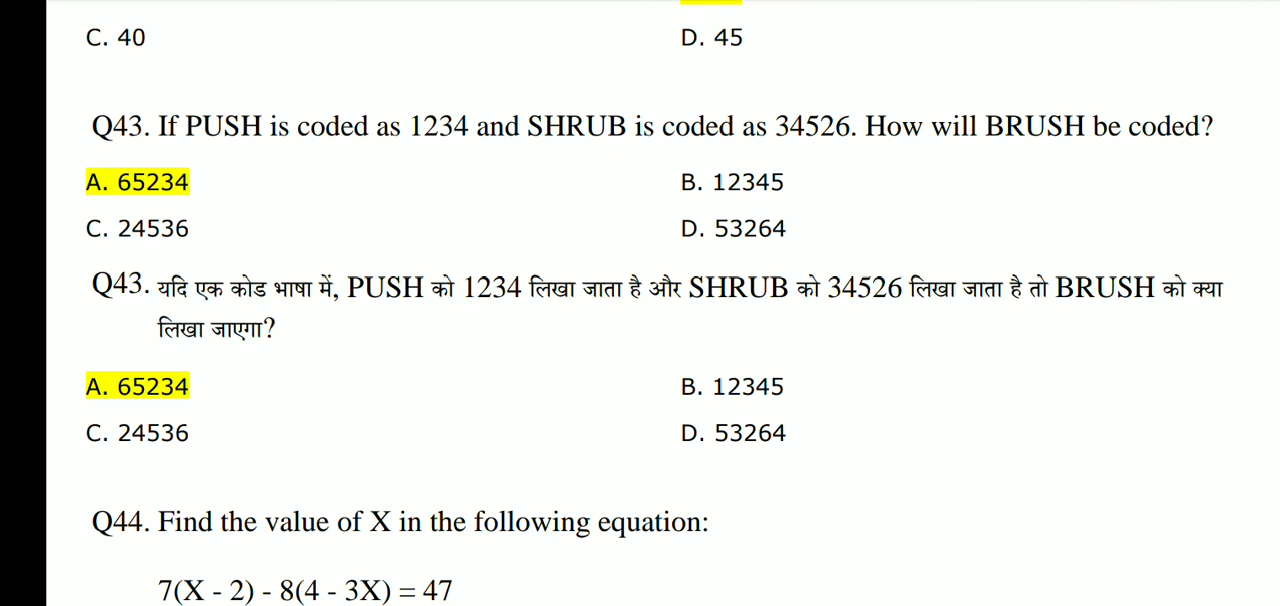 C. 40 D. 45
Q43. If PUSH is coded as 1234 and SHRUB is coded as 34526. How will BRUSH be coded?
A. 65234 B. 12345
C. 24536 D. 53264
Q43. यदि एक कोड भाषा में, PUSH को 1234 लिखा जाता है और SHRUB को 34526 लिखा जाता है तो BRUSH को क्या
लिखा जाएगा?
A. 65234 B. 12345
C. 24536 D. 53264
Q44. Find the value of X in the following equation:
7(X - 2) - 8(4 - 3X) = 47